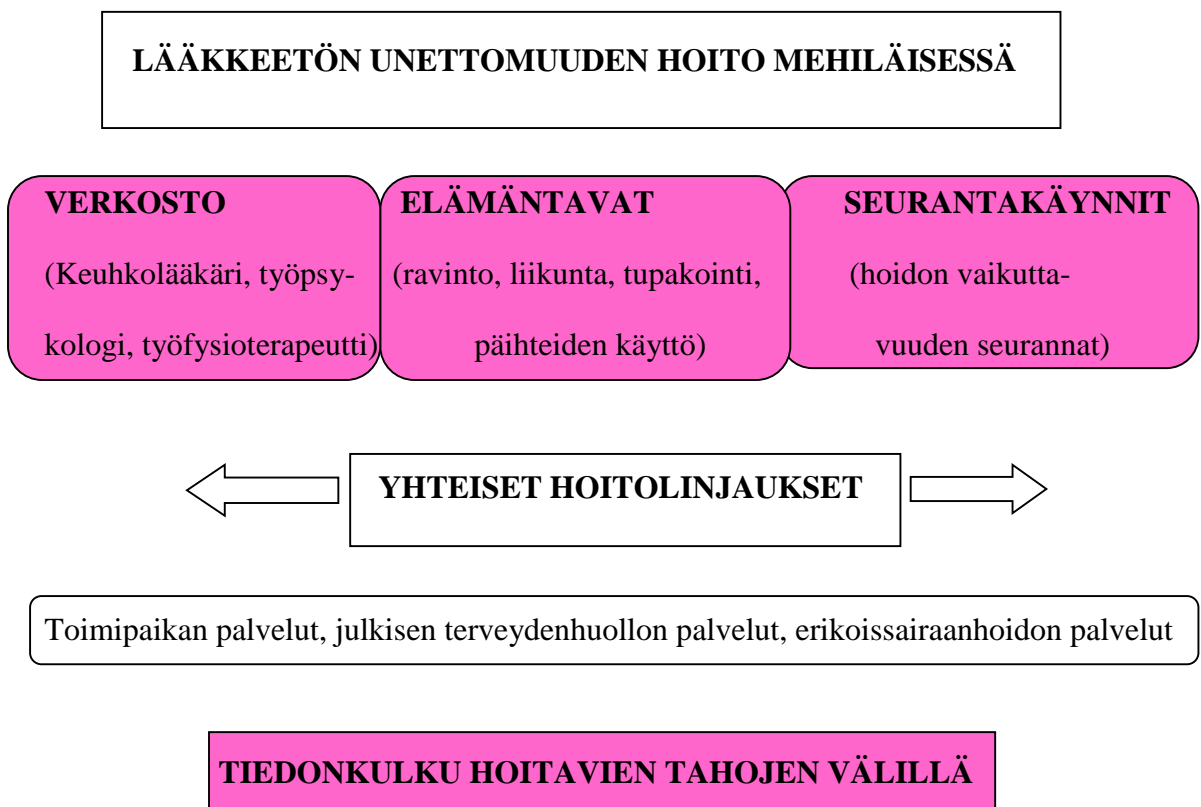 LÄÄKKEETÖN UNETTOMUUDEN HOITO MEHILÄISESSÄ
VERKOSTO
(Keuhkolääkäri, työpsy-
kologi, työfysioterapeutti)
ELÄMÄNTAVAT
(ravinto, liikunta, tupakointi,
päihteiden käyttö)
SEURANTAKÄYNNIT
(hoidon vaikutta-
vuuden seurannat)
YHTEISET HOITOLINJAUKSET
Toimipaikan palvelut, julkisen terveydenhuollon palvelut, erikoissairaanhoidon palvelut
TIEDONKULKU HOITAVIEN TAHOJEN VÄLILLÄ